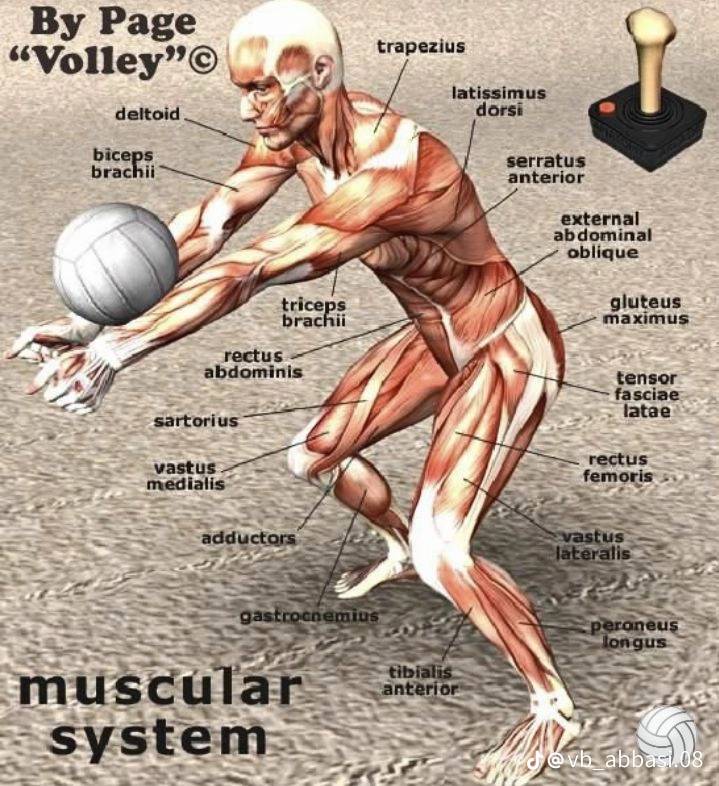 By Page
“Volley”©
trapezius
latissimus
dorsi
deltoid
biceps
brachii
serratus
anterior
external
abdominal
oblique
triceps
brachii
gluteus
maximus
rectus
abdominis
tensor
fasciae
latae
sartorius
vastus
medialis
rectus
femoris
adductors
vastus
lateralis
gastrocnemius
peroneus
longus
tibialis
anterior
muscular
system
@vb_abbasi.08